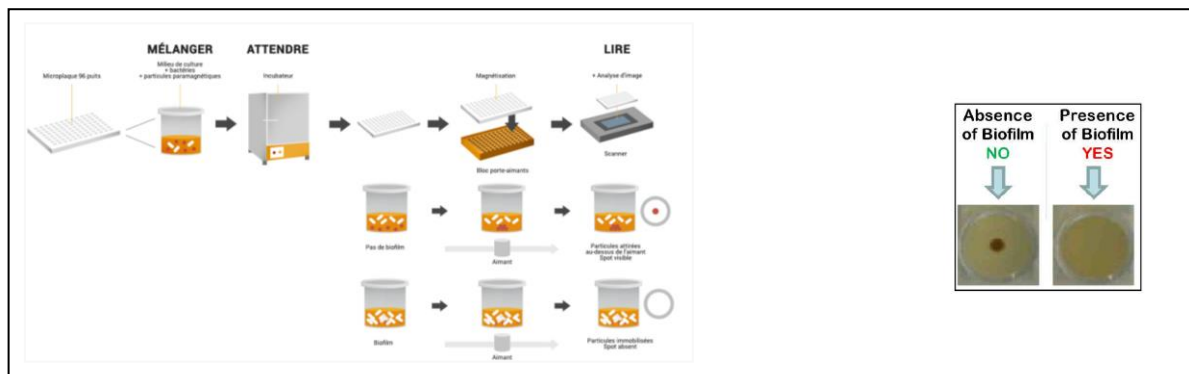 MÉLANGER
Milieu de culture
+ bactéries
+ particules paramagnétiques
ATTENDRE
Incubateur
LIRE
+ Analyse d'image
Microplaque 96 puits
Magnétisation
Bloc porte-aimants
Scanner
Pas de biofilm
Aimant
Particules attirées
au-dessus de l'aimant
Spot visible
Biofilm
Aimant
Particules immobilisées
Spot absent
Absence
of Biofilm
NO
Presence
of Biofilm
YES